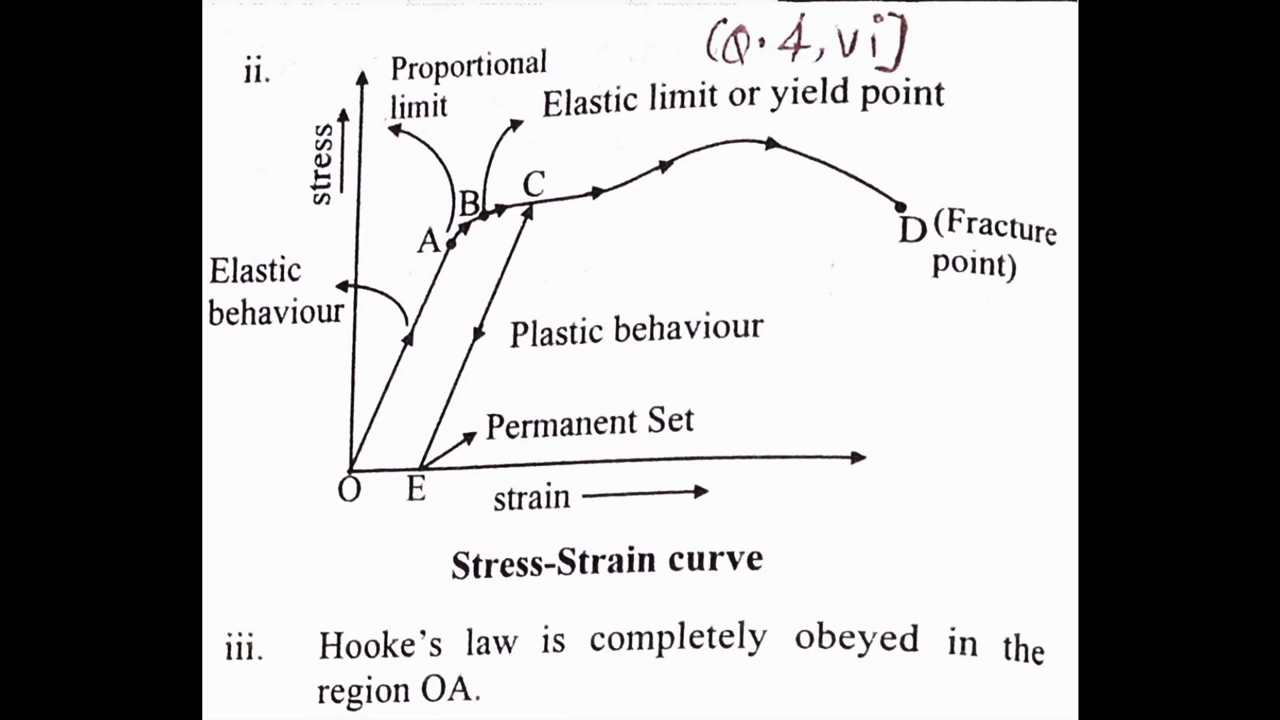 (Q.4,vi]
ii.
Proportional
limit
Elastic limit or yield point
stress
A
B
C
D (Fracture
point)
Elastic
behaviour
Plastic behaviour
Permanent Set
O
E
strain
Stress-Strain curve
iii. Hooke's law is completely obeyed in the
region OA.